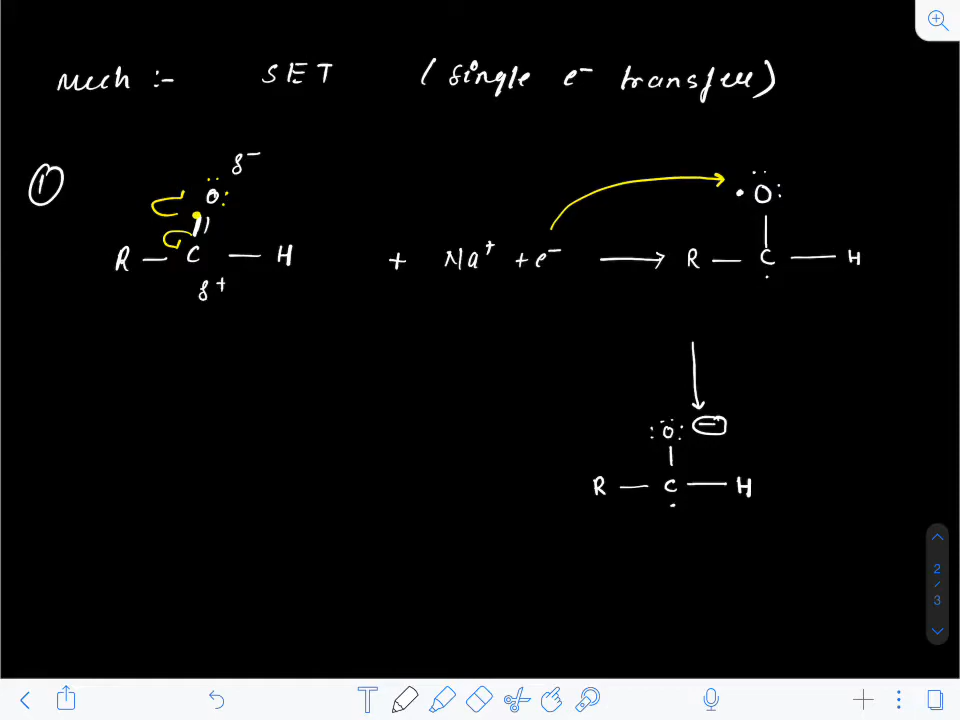 Mech :- SET (single e⁻ transfer)
①
δ⁻
:Ö: :Ö:
R — C — H + Na⁺ + e⁻ ⟶ R — C — H
δ⁺
:Ö: ⊖
R — C — H
2
/
3
T